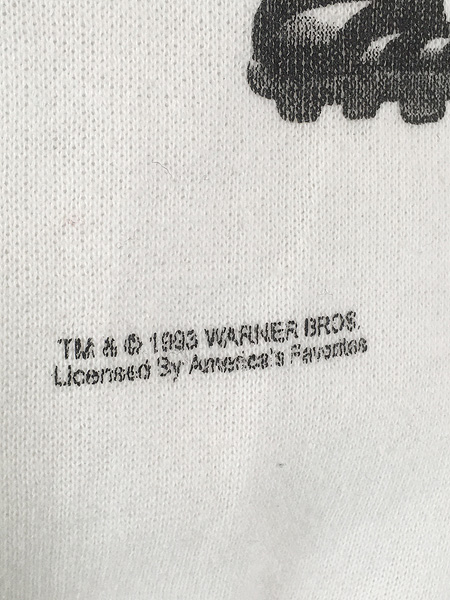 TM & © 1993 WARNER BROS.
Licensed By America's Favorites